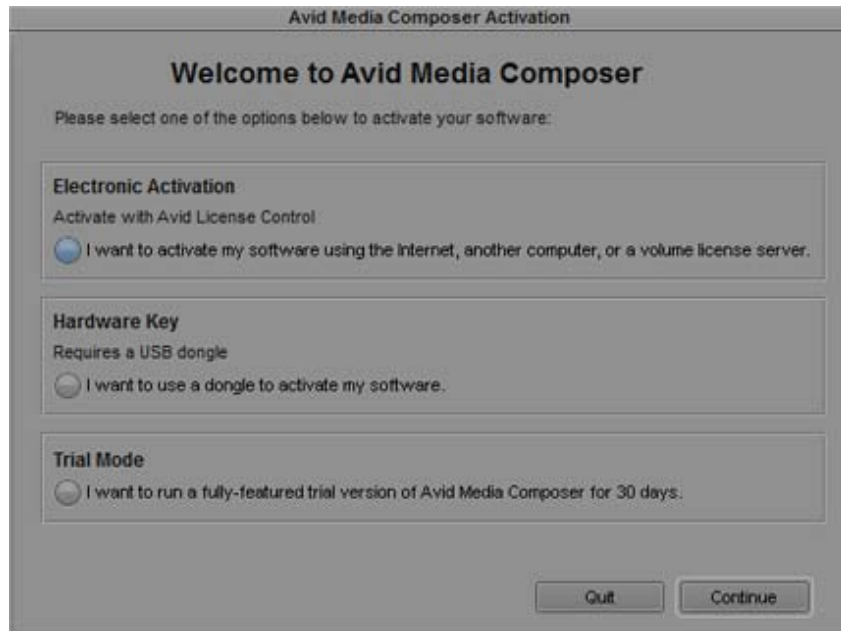 Avid Media Composer Activation
Welcome to Avid Media Composer
Please select one of the options below to activate your software:
Electronic Activation
Activate with Avid License Control
I want to activate my software using the Internet, another computer, or a volume license server.
Hardware Key
Requires a USB dongle
I want to use a dongle to activate my software.
Trial Mode
I want to run a fully-featured trial version of Avid Media Composer for 30 days.
Quit Continue